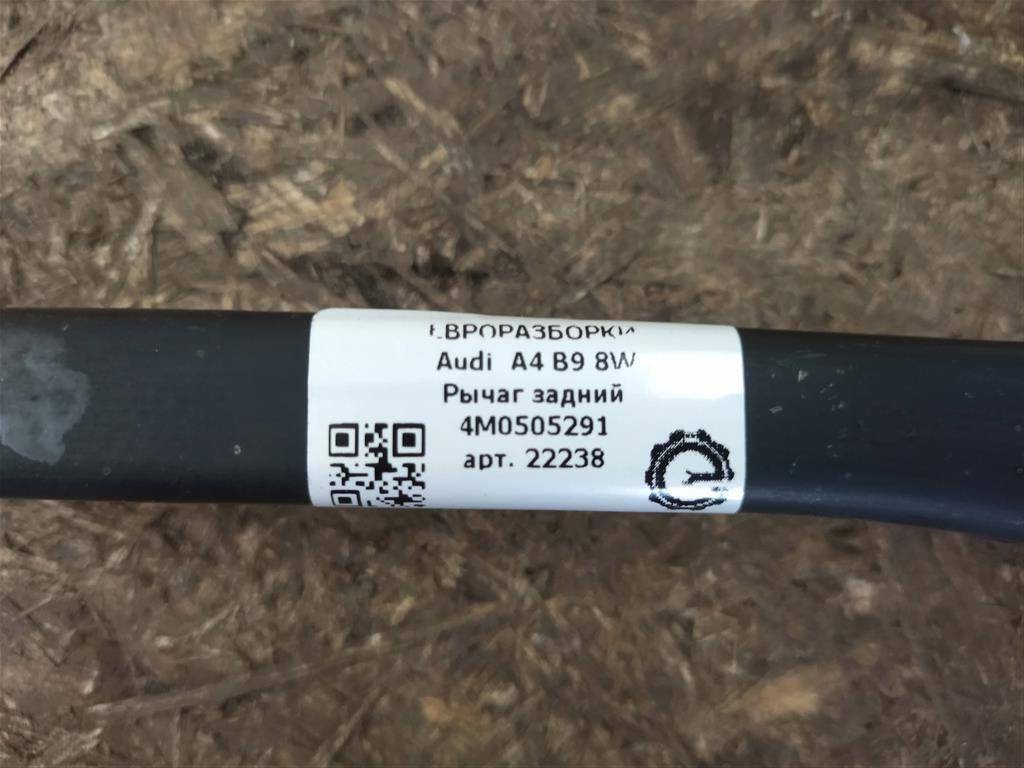 ЕВРОРАЗБОРКИ
Audi A4 B9 8W
Рычаг задний
4M0505291
арт. 22238